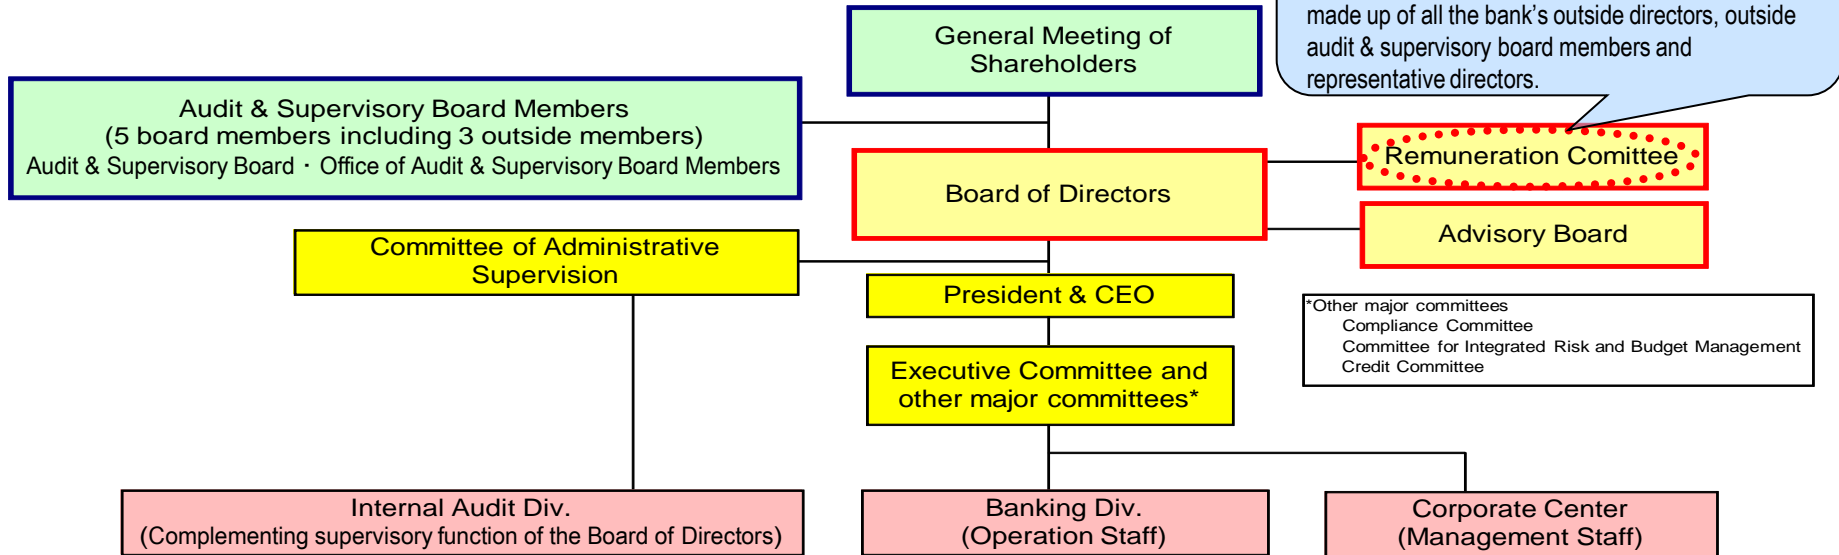 made up of all the bank's outside directors, outside
audit & supervisory board members and
representative directors.
General Meeting of
Shareholders
Audit & Supervisory Board Members
(5 board members including 3 outside members)
Audit & Supervisory Board・Office of Audit & Supervisory Board Members
Remuneration Comittee
Board of Directors
Advisory Board
Committee of Administrative
Supervision
President & CEO
*Other major committees
Compliance Committee
Committee for Integrated Risk and Budget Management
Credit Committee
Executive Committee and
other major committees*
Internal Audit Div.
(Complementing supervisory function of the Board of Directors)
Banking Div.
(Operation Staff)
Corporate Center
(Management Staff)